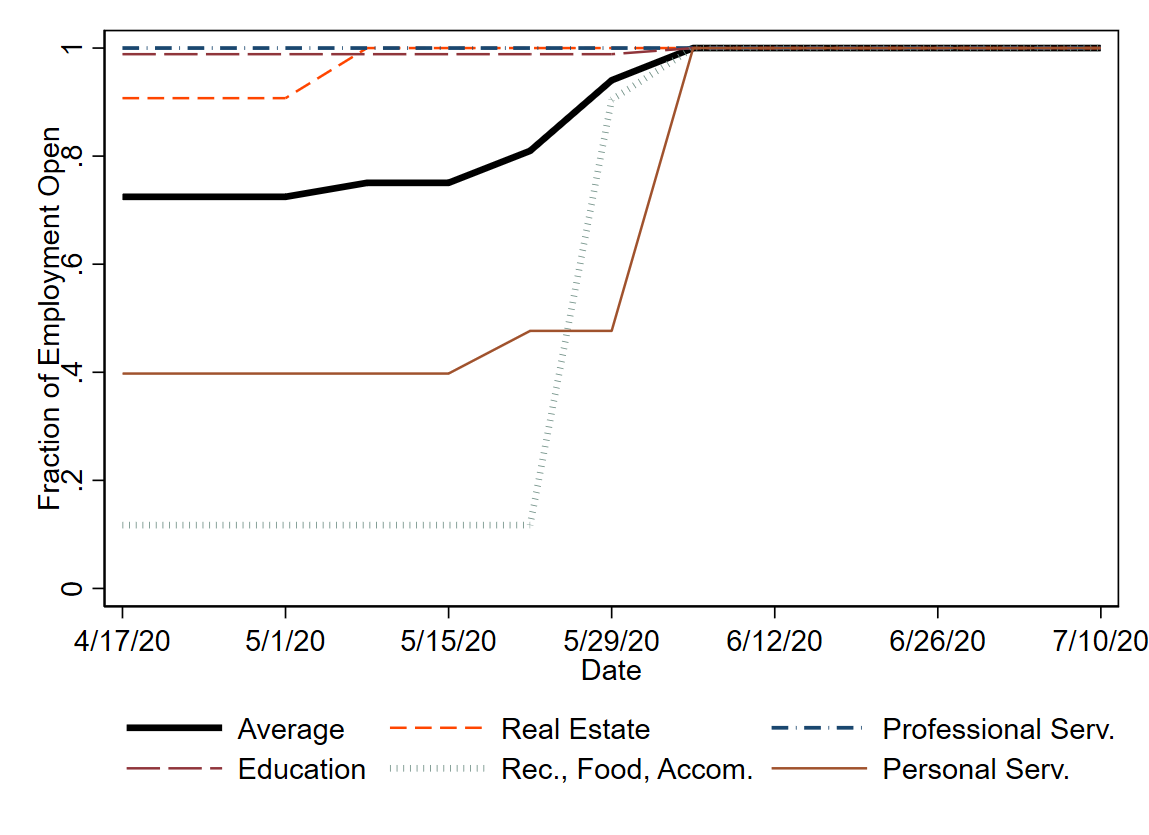 Fraction of Employment Open
1
.8
.6
.4
.2
0
4/17/20 5/1/20 5/15/20 5/29/20 6/12/20 6/26/20 7/10/20
Date
Average Real Estate Professional Serv.
Education Rec., Food, Accom. Personal Serv.